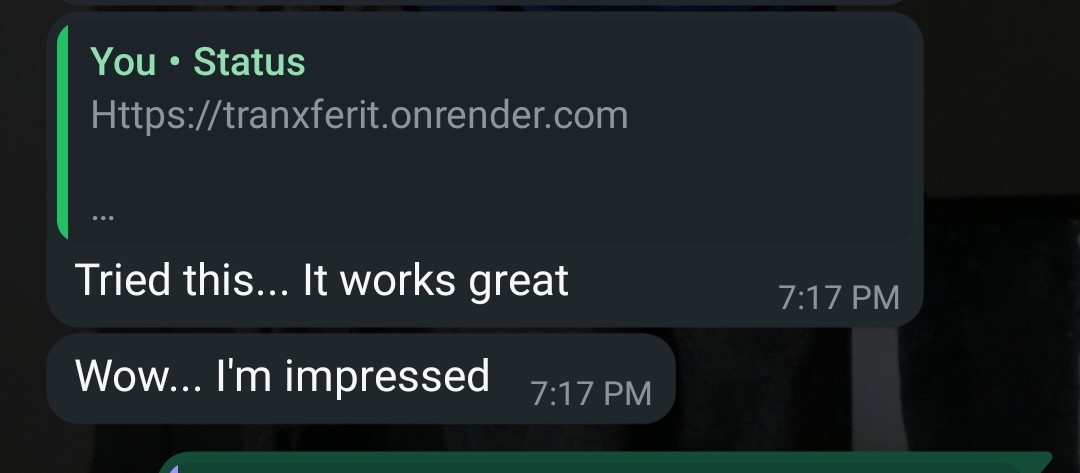 You • Status
Https://tranxferit.onrender.com
...
Tried this... It works great
7:17 PM
Wow... I'm impressed
7:17 PM